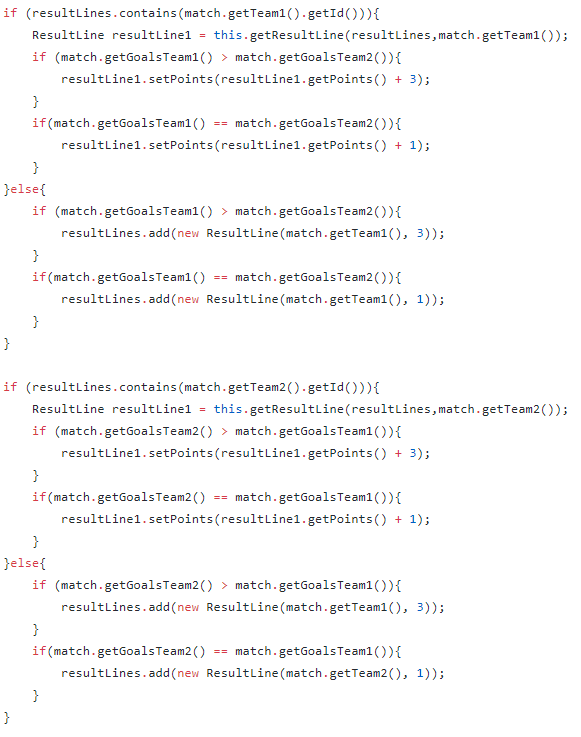 if (resultLines.contains(match.getTeam1().getId())){
    ResultLine resultLine1 = this.getResultLine(resultLines,match.getTeam1());
    if (match.getGoalsTeam1() > match.getGoalsTeam2()){
        resultLine1.setPoints(resultLine1.getPoints() + 3);
    }
    if(match.getGoalsTeam1() == match.getGoalsTeam2()){
        resultLine1.setPoints(resultLine1.getPoints() + 1);
    }
}else{
    if (match.getGoalsTeam1() > match.getGoalsTeam2()){
        resultLines.add(new ResultLine(match.getTeam1(), 3));
    }
    if(match.getGoalsTeam1() == match.getGoalsTeam2()){
        resultLines.add(new ResultLine(match.getTeam1(), 1));
    }
}

if (resultLines.contains(match.getTeam2().getId())){
    ResultLine resultLine1 = this.getResultLine(resultLines,match.getTeam2());
    if (match.getGoalsTeam2() > match.getGoalsTeam1()){
        resultLine1.setPoints(resultLine1.getPoints() + 3);
    }
    if(match.getGoalsTeam2() == match.getGoalsTeam1()){
        resultLine1.setPoints(resultLine1.getPoints() + 1);
    }
}else{
    if (match.getGoalsTeam2() > match.getGoalsTeam1()){
        resultLines.add(new ResultLine(match.getTeam1(), 3));
    }
    if(match.getGoalsTeam2() == match.getGoalsTeam1()){
        resultLines.add(new ResultLine(match.getTeam2(), 1));
    }
}